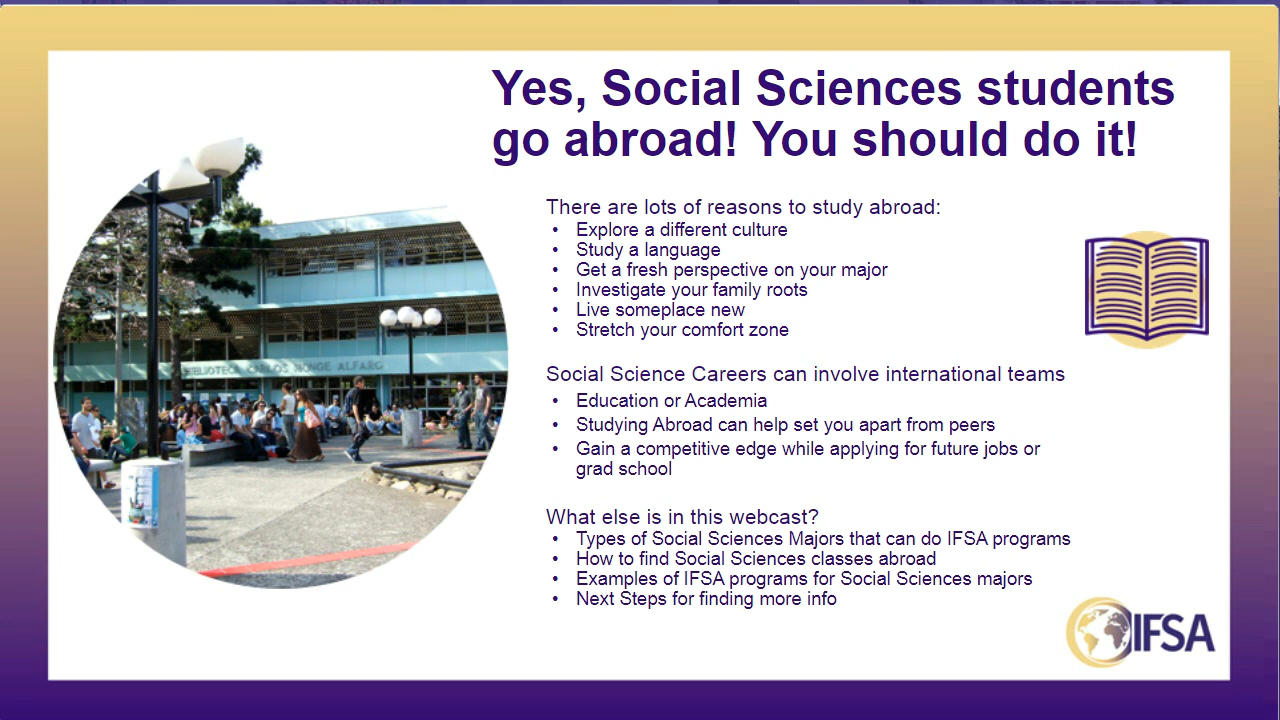 Yes, Social Sciences students
go abroad! You should do it!
There are lots of reasons to study abroad:
• Explore a different culture
• Study a language
• Get a fresh perspective on your major
• Investigate your family roots
• Live someplace new
• Stretch your comfort zone
BIBLIOTECA CARLOS MONGE ALFARO
Social Science Careers can involve international teams
• Education or Academia
• Studying Abroad can help set you apart from peers
• Gain a competitive edge while applying for future jobs or
grad school
What else is in this webcast?
• Types of Social Sciences Majors that can do IFSA programs
• How to find Social Sciences classes abroad
• Examples of IFSA programs for Social Sciences majors
• Next Steps for finding more info
IFSA